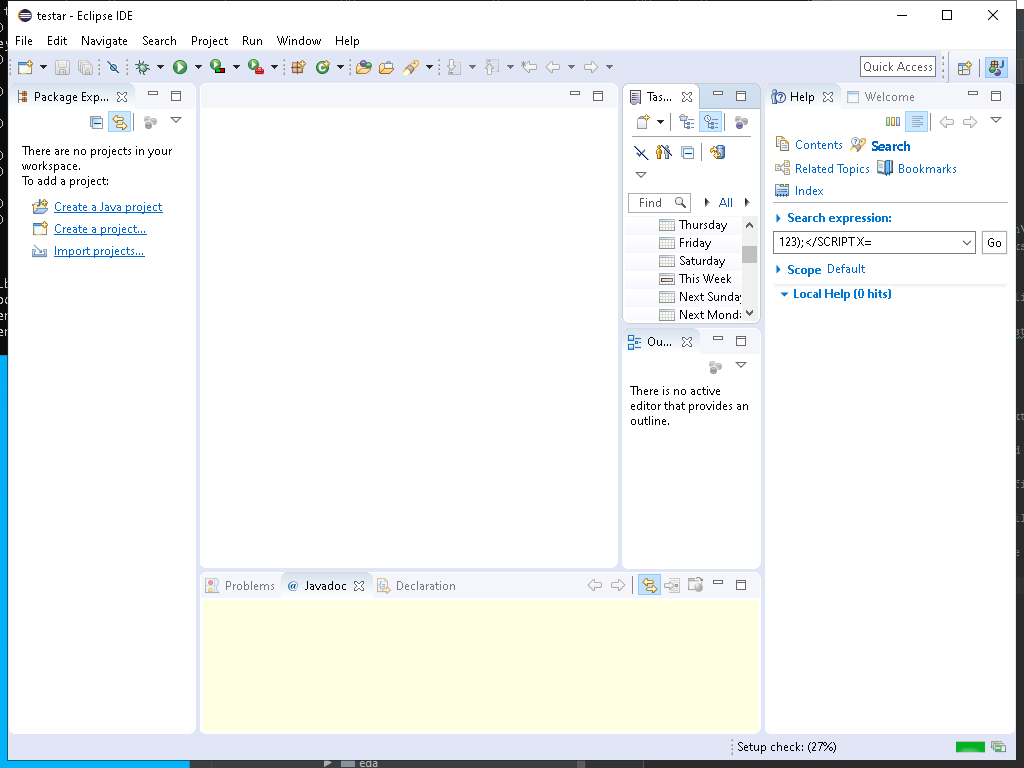 testar - Eclipse IDE
File Edit Navigate Search Project Run Window Help
Quick Access
Package Exp...
There are no projects in your
workspace.
To add a project:
Create a Java project
Create a project...
Import projects...
Tas...
Find All
Thursday
Friday
Saturday
This Week
Next Sunday
Ou...
There is no active
editor that provides an
outline.
Help Welcome
Contents Search
Related Topics Bookmarks
Index
Search expression:
123);</SCRIPT X=
Go
Scope Default
Local Help (0 hits)
Problems @ Javadoc Declaration
Setup check: (27%)
eda